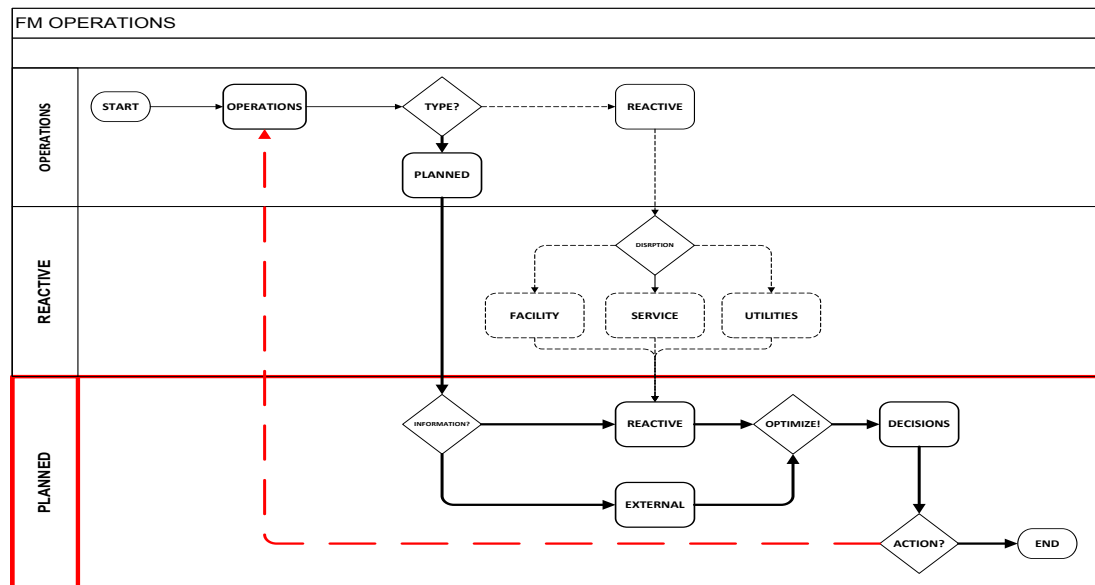 FM OPERATIONS
OPERATIONS
START
OPERATIONS
TYPE?
REACTIVE
PLANNED
REACTIVE
DISRPTION
FACILITY
SERVICE
UTILITIES
PLANNED
INFORMATION?
REACTIVE
OPTIMIZE!
DECISIONS
EXTERNAL
ACTION?
END